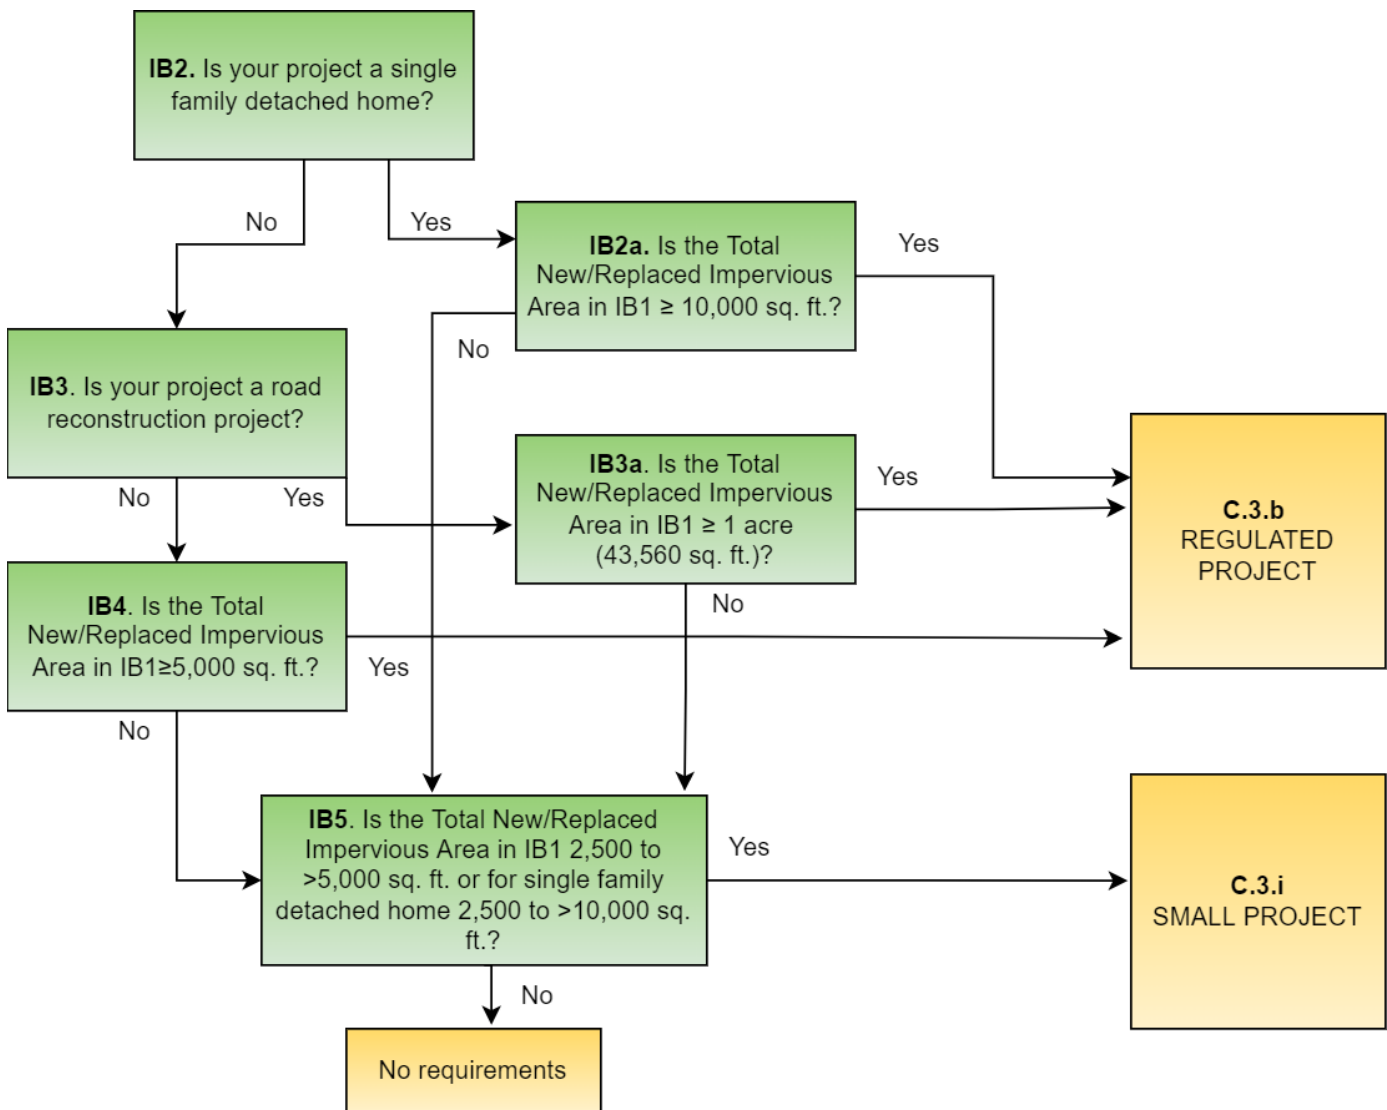 IB2. Is your project a single
family detached home?
No
Yes
IB2a. Is the Total
New/Replaced Impervious
Area in IB1 ≥ 10,000 sq. ft.?
Yes
No
IB3. Is your project a road
reconstruction project?
No
Yes
IB3a. Is the Total
New/Replaced Impervious
Area in IB1 ≥ 1 acre
(43,560 sq. ft.)?
Yes
No
C.3.b
REGULATED
PROJECT
IB4. Is the Total
New/Replaced Impervious
Area in IB1≥5,000 sq. ft.?
Yes
No
IB5. Is the Total New/Replaced
Impervious Area in IB1 2,500 to
>5,000 sq. ft. or for single family
detached home 2,500 to >10,000 sq.
ft.?
Yes
No
C.3.i
SMALL PROJECT
No requirements